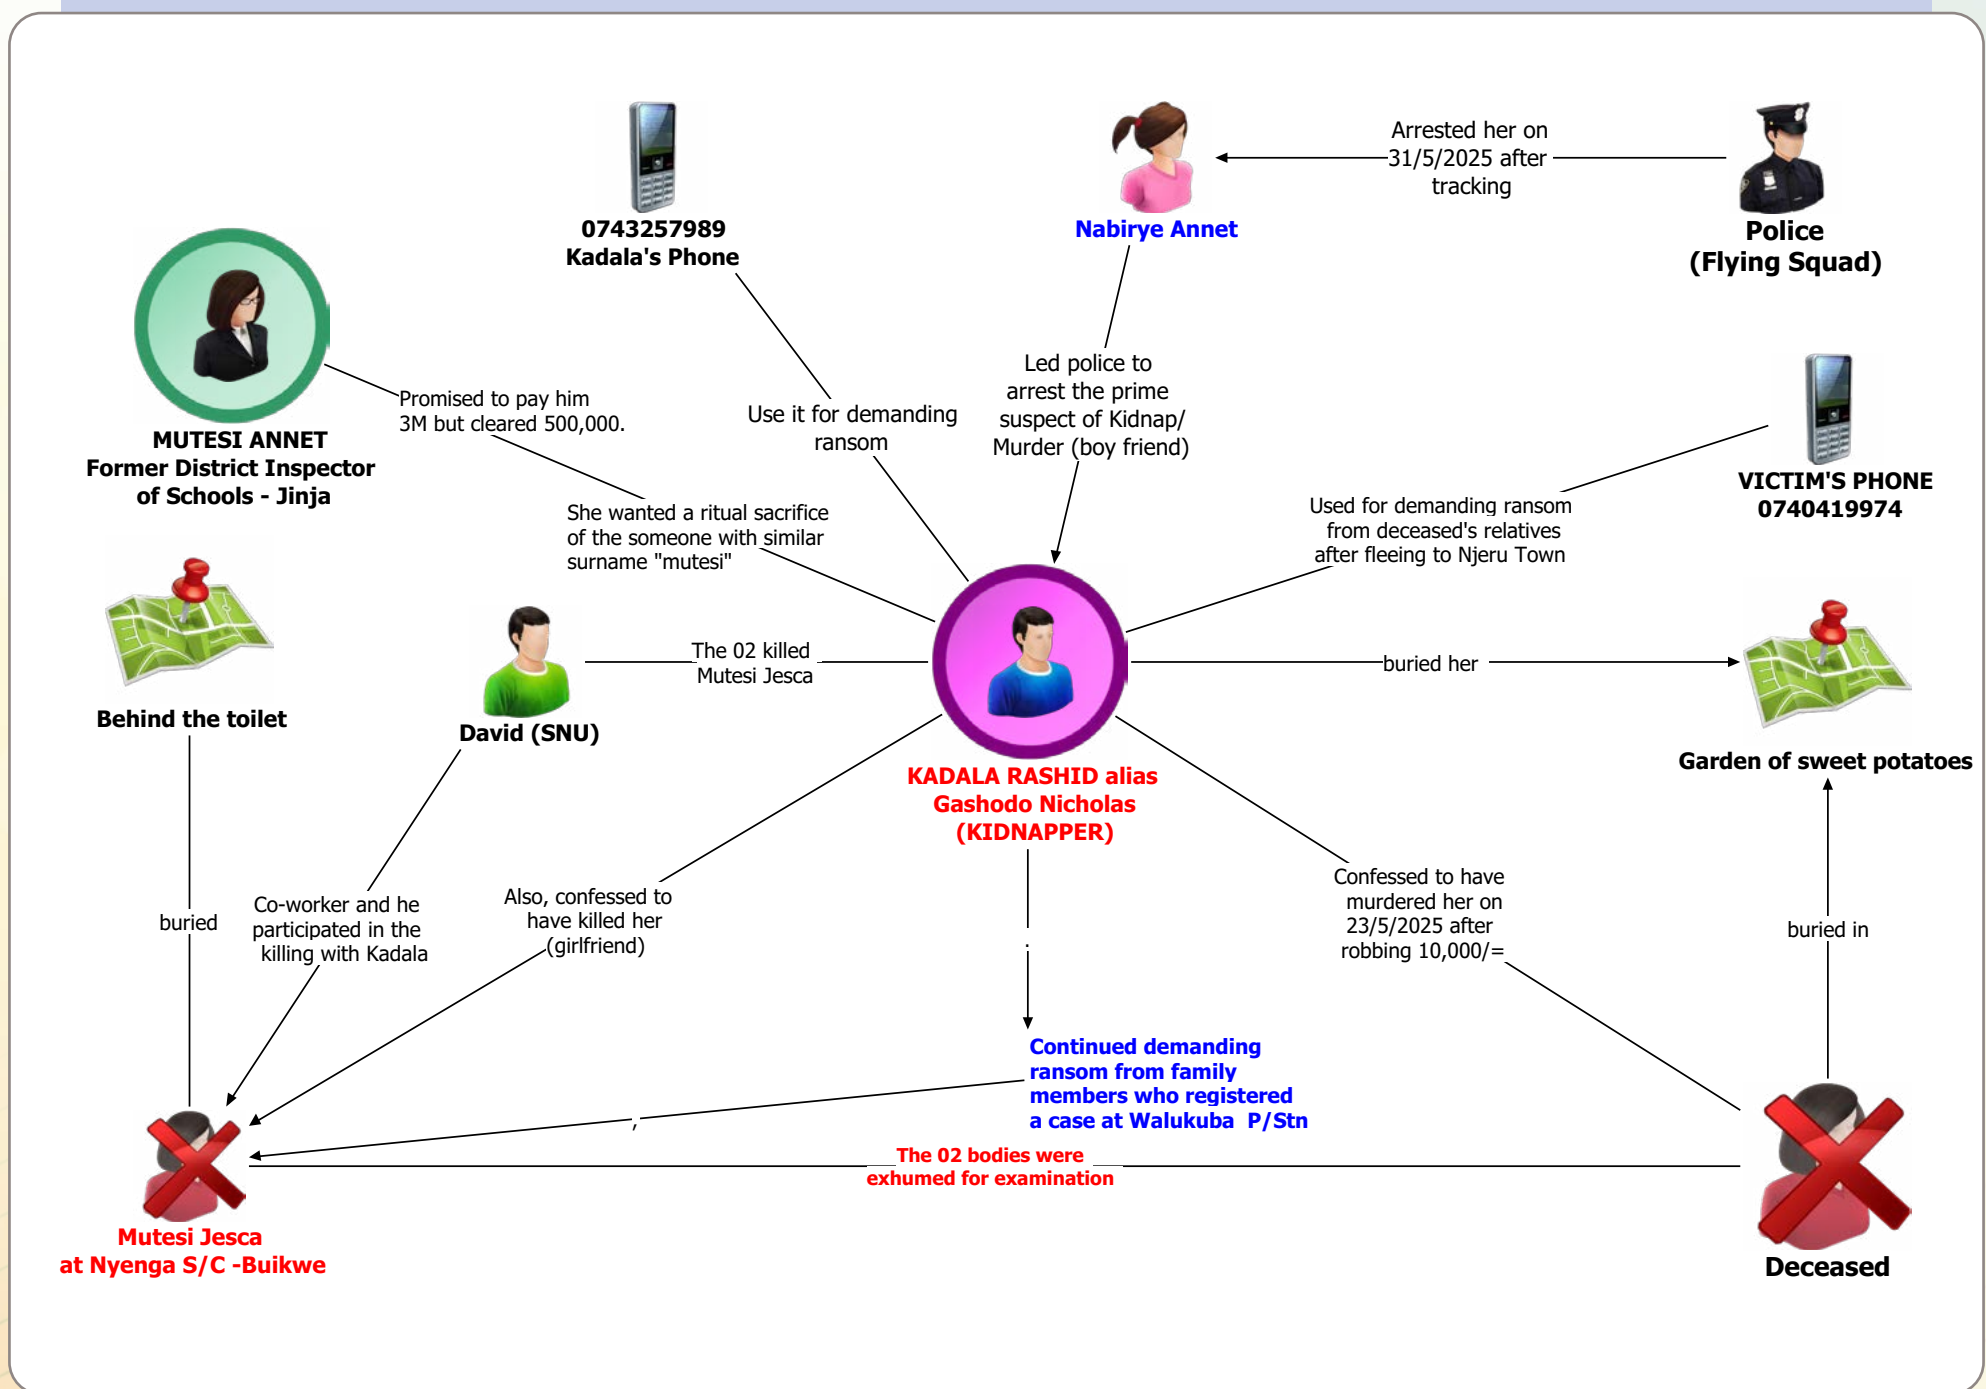 0743257989
Kadala's Phone
Nabirye Annet
Arrested her on
31/5/2025 after
tracking
Police
(Flying Squad)
MUTESI ANNET
Former District Inspector
of Schools - Jinja
Promised to pay him
3M but cleared 500,000.
Use it for demanding
ransom
Led police to
arrest the prime
suspect of Kidnap/
Murder (boy friend)
VICTIM'S PHONE
0740419974
She wanted a ritual sacrifice
of the someone with similar
surname "mutesi"
Used for demanding ransom
from deceased's relatives
after fleeing to Njeru Town
Behind the toilet
David (SNU)
The 02 killed
Mutesi Jesca
buried her
Garden of sweet potatoes
KADALA RASHID alias
Gashodo Nicholas
(KIDNAPPER)
buried
Co-worker and he
participated in the
killing with Kadala
Also, confessed to
have killed her
(girlfriend)
.
Confessed to have
murdered her on
23/5/2025 after
robbing 10,000/=
buried in
Continued demanding
ransom from family
members who registered
a case at Walukuba P/Stn
,
The 02 bodies were
exhumed for examination
Mutesi Jesca
at Nyenga S/C -Buikwe
Deceased